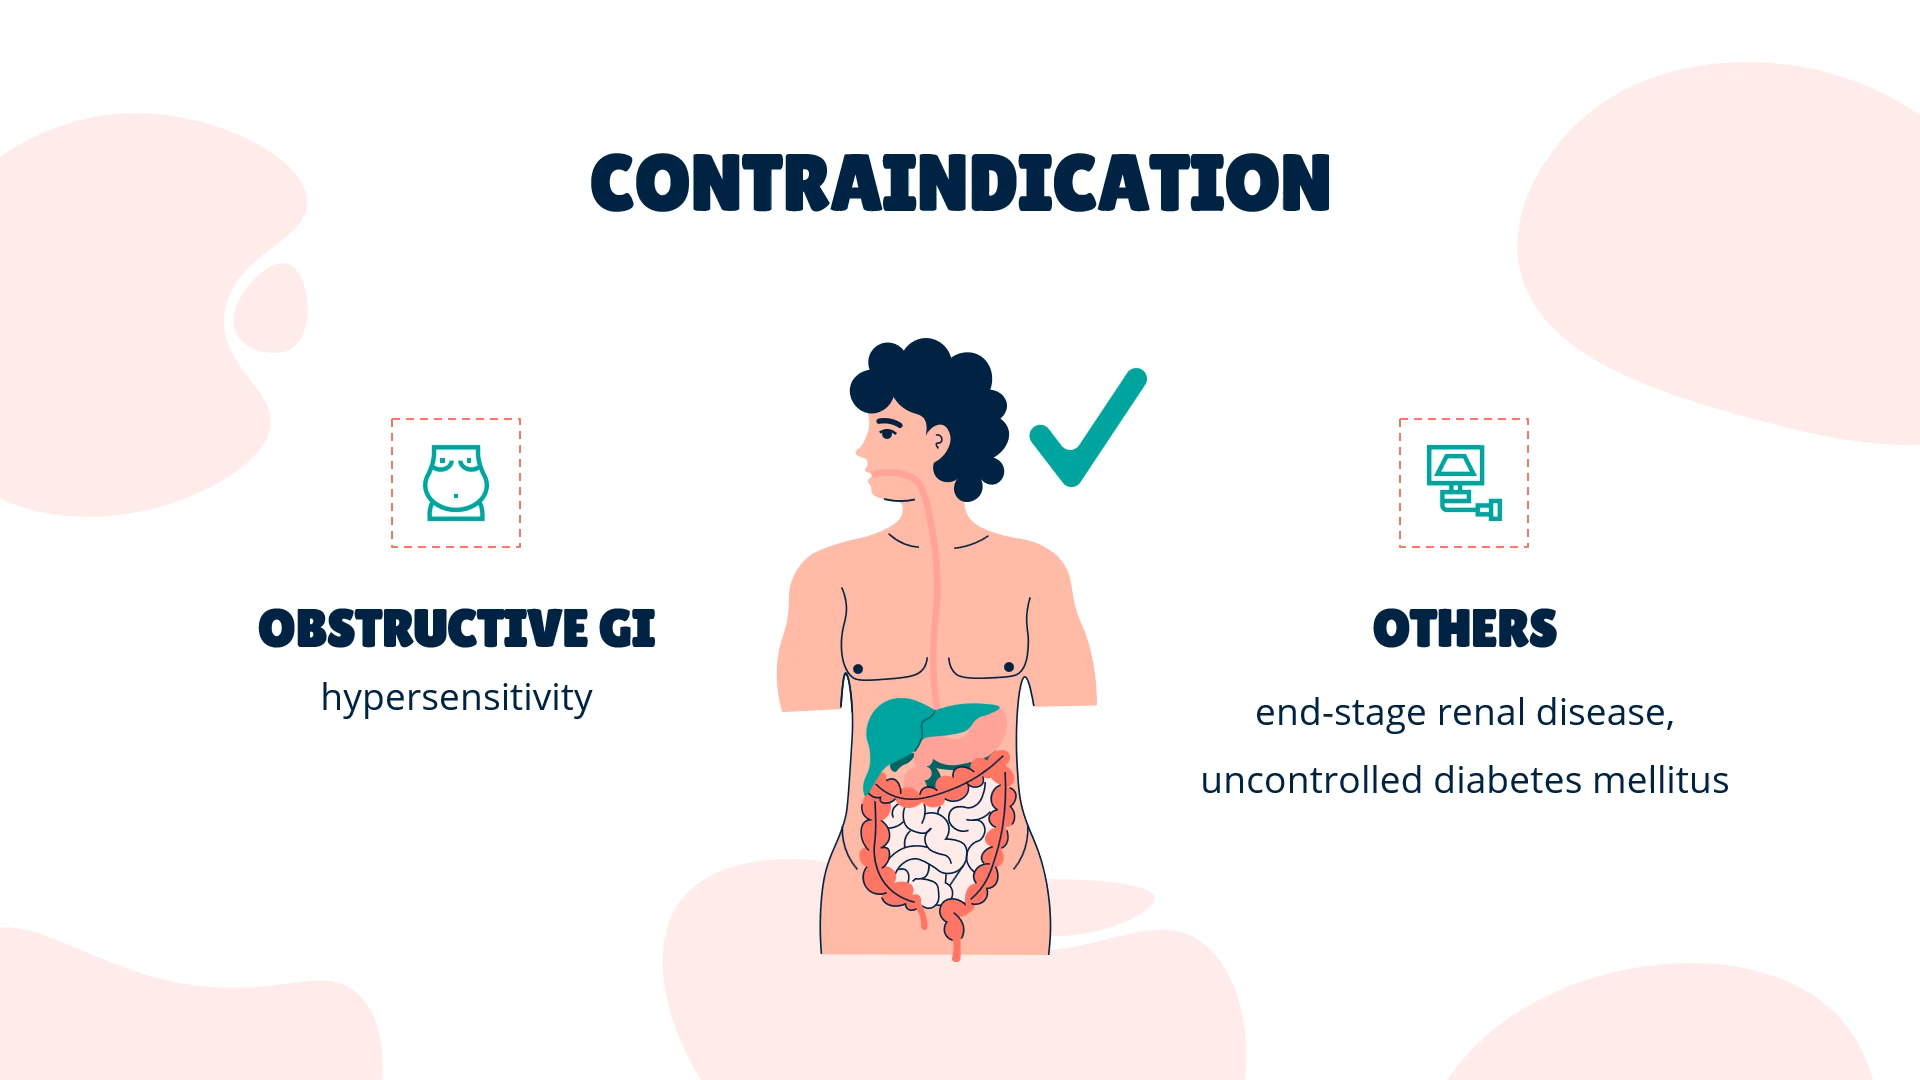 CONTRAINDICATION
OBSTRUCTIVE GI
hypersensitivity
OTHERS
end-stage renal disease,
uncontrolled diabetes mellitus